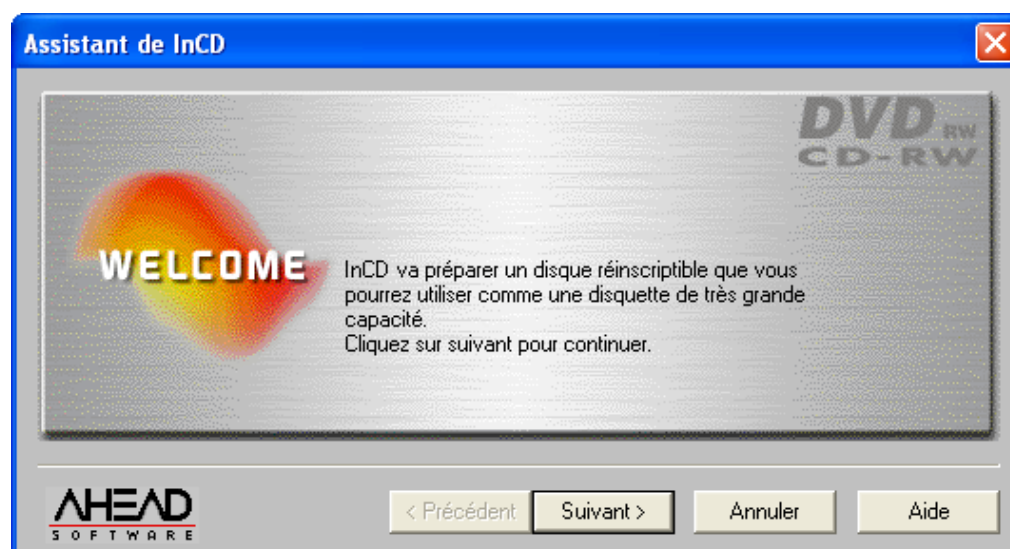 Assistant de InCD
DVD RW
CD-RW
WELCOME
InCD va préparer un disque réinscriptible que vous
pourrez utiliser comme une disquette de très grande
capacité.
Cliquez sur suivant pour continuer.
AHEAD
SOFTWARE
< Précédent
Suivant >
Annuler
Aide